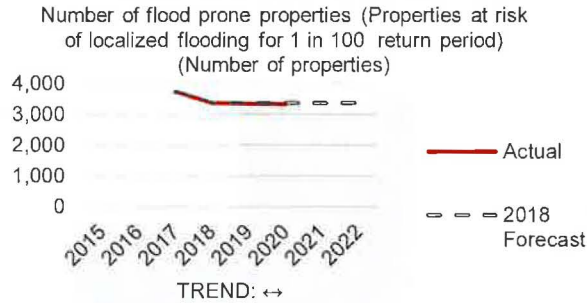 Number of flood prone properties (Properties at risk
of localized flooding for 1 in 100 return period)
(Number of properties)
4,000
3,000
2,000
1,000
0
2015
2016
2017
2018
2019
2020
2021
2022
Actual
2018
Forecast
TREND: ↔